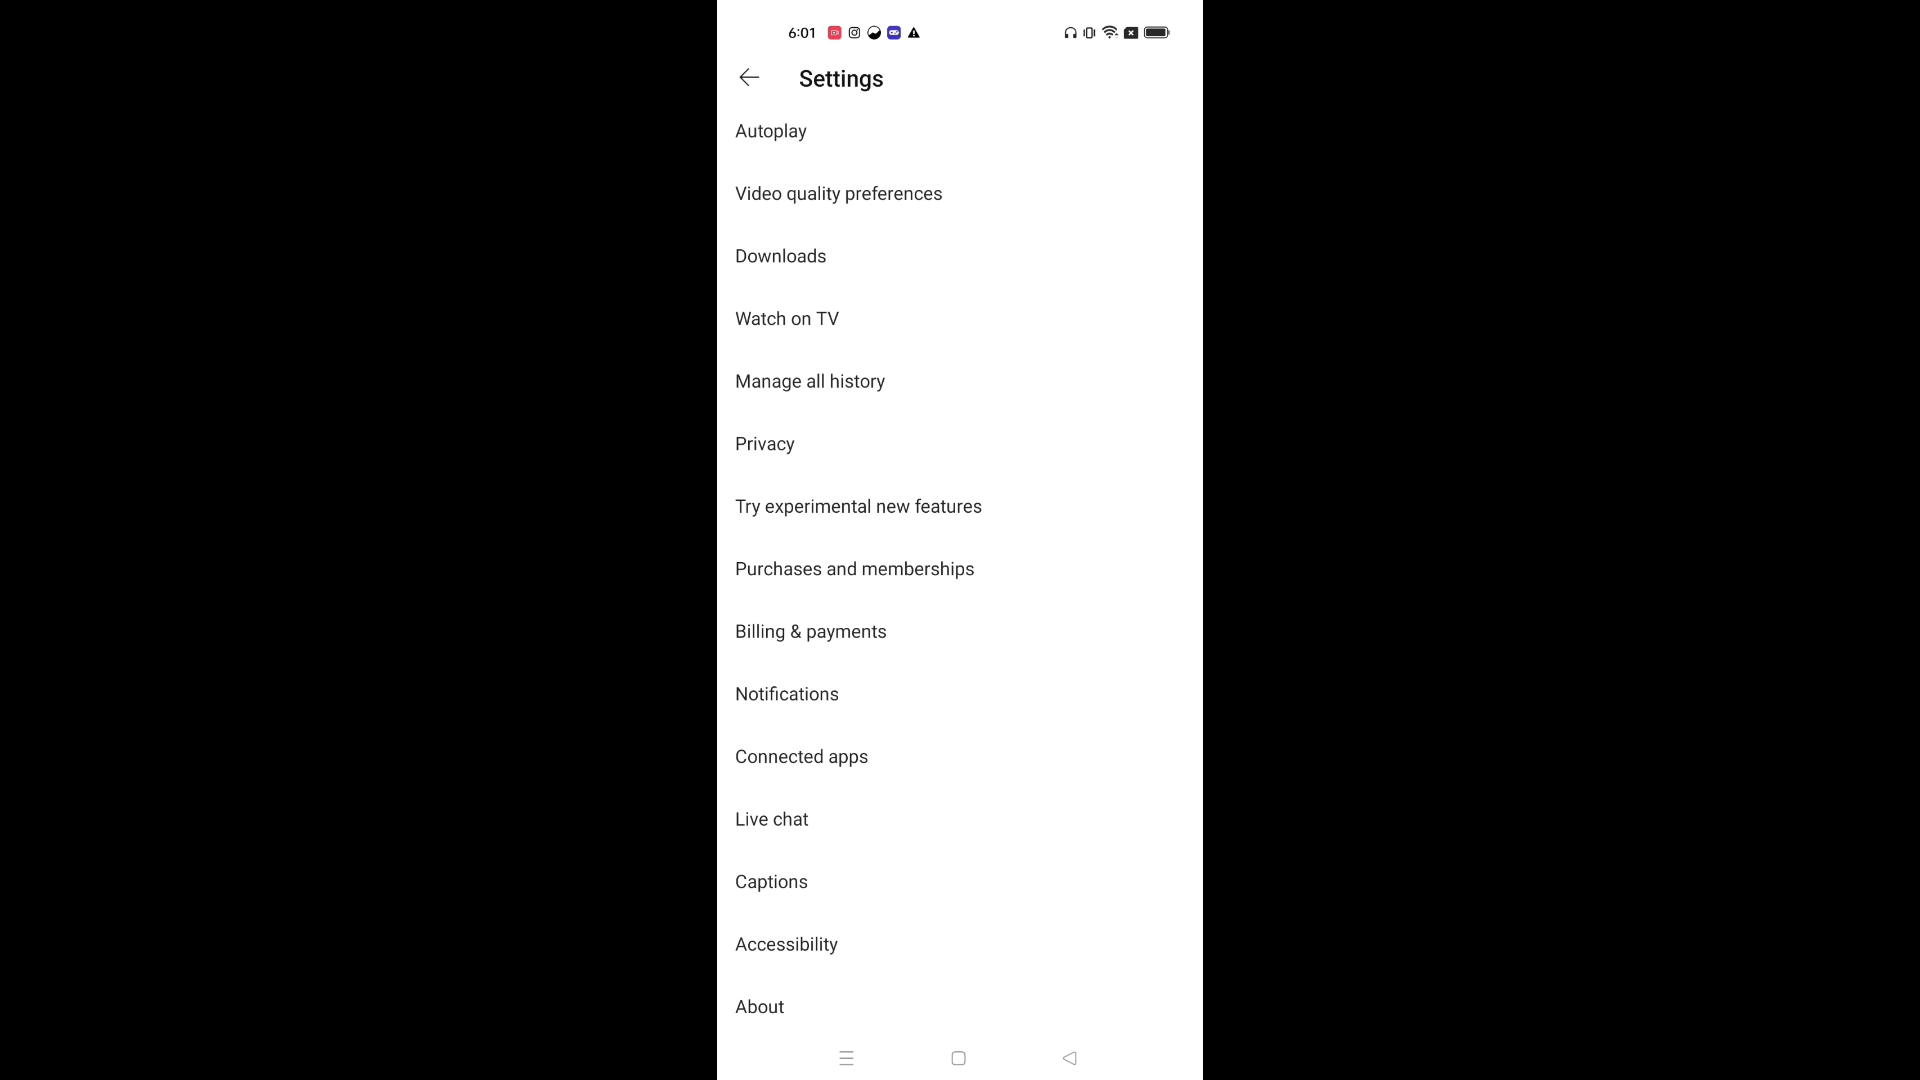 6:01
Settings
Autoplay
Video quality preferences
Downloads
Watch on TV
Manage all history
Privacy
Try experimental new features
Purchases and memberships
Billing & payments
Notifications
Connected apps
Live chat
Captions
Accessibility
About